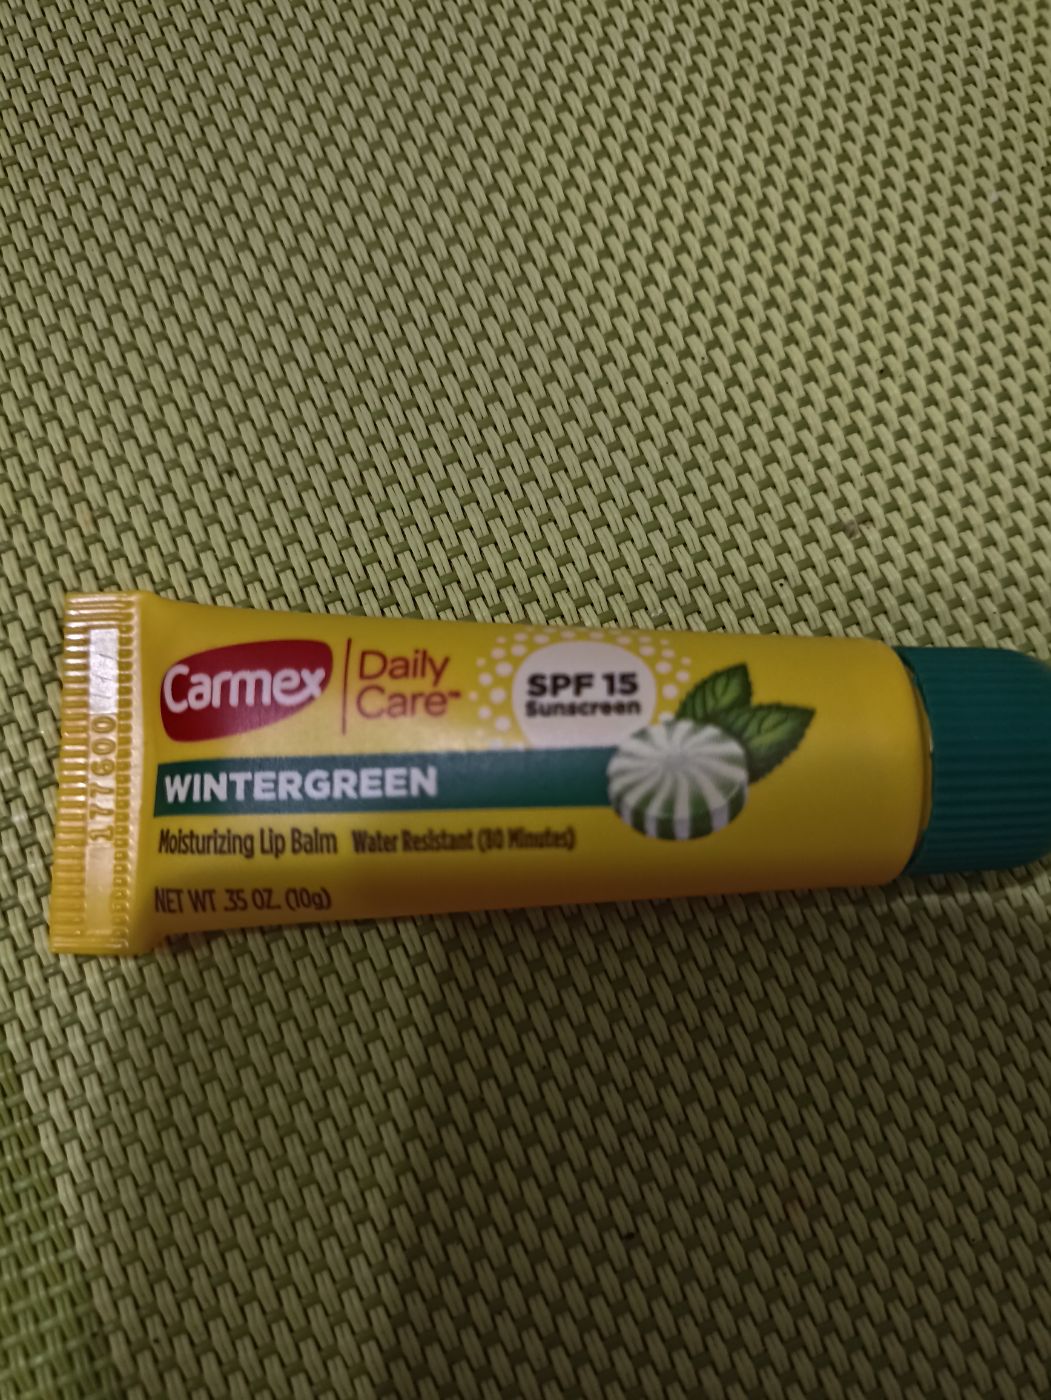 Carmex
Daily
Care™
SPF 15
Sunscreen
WINTERGREEN
Moisturizing Lip Balm Water Resistant (80 Minutes)
NET WT .35 OZ. (10g)